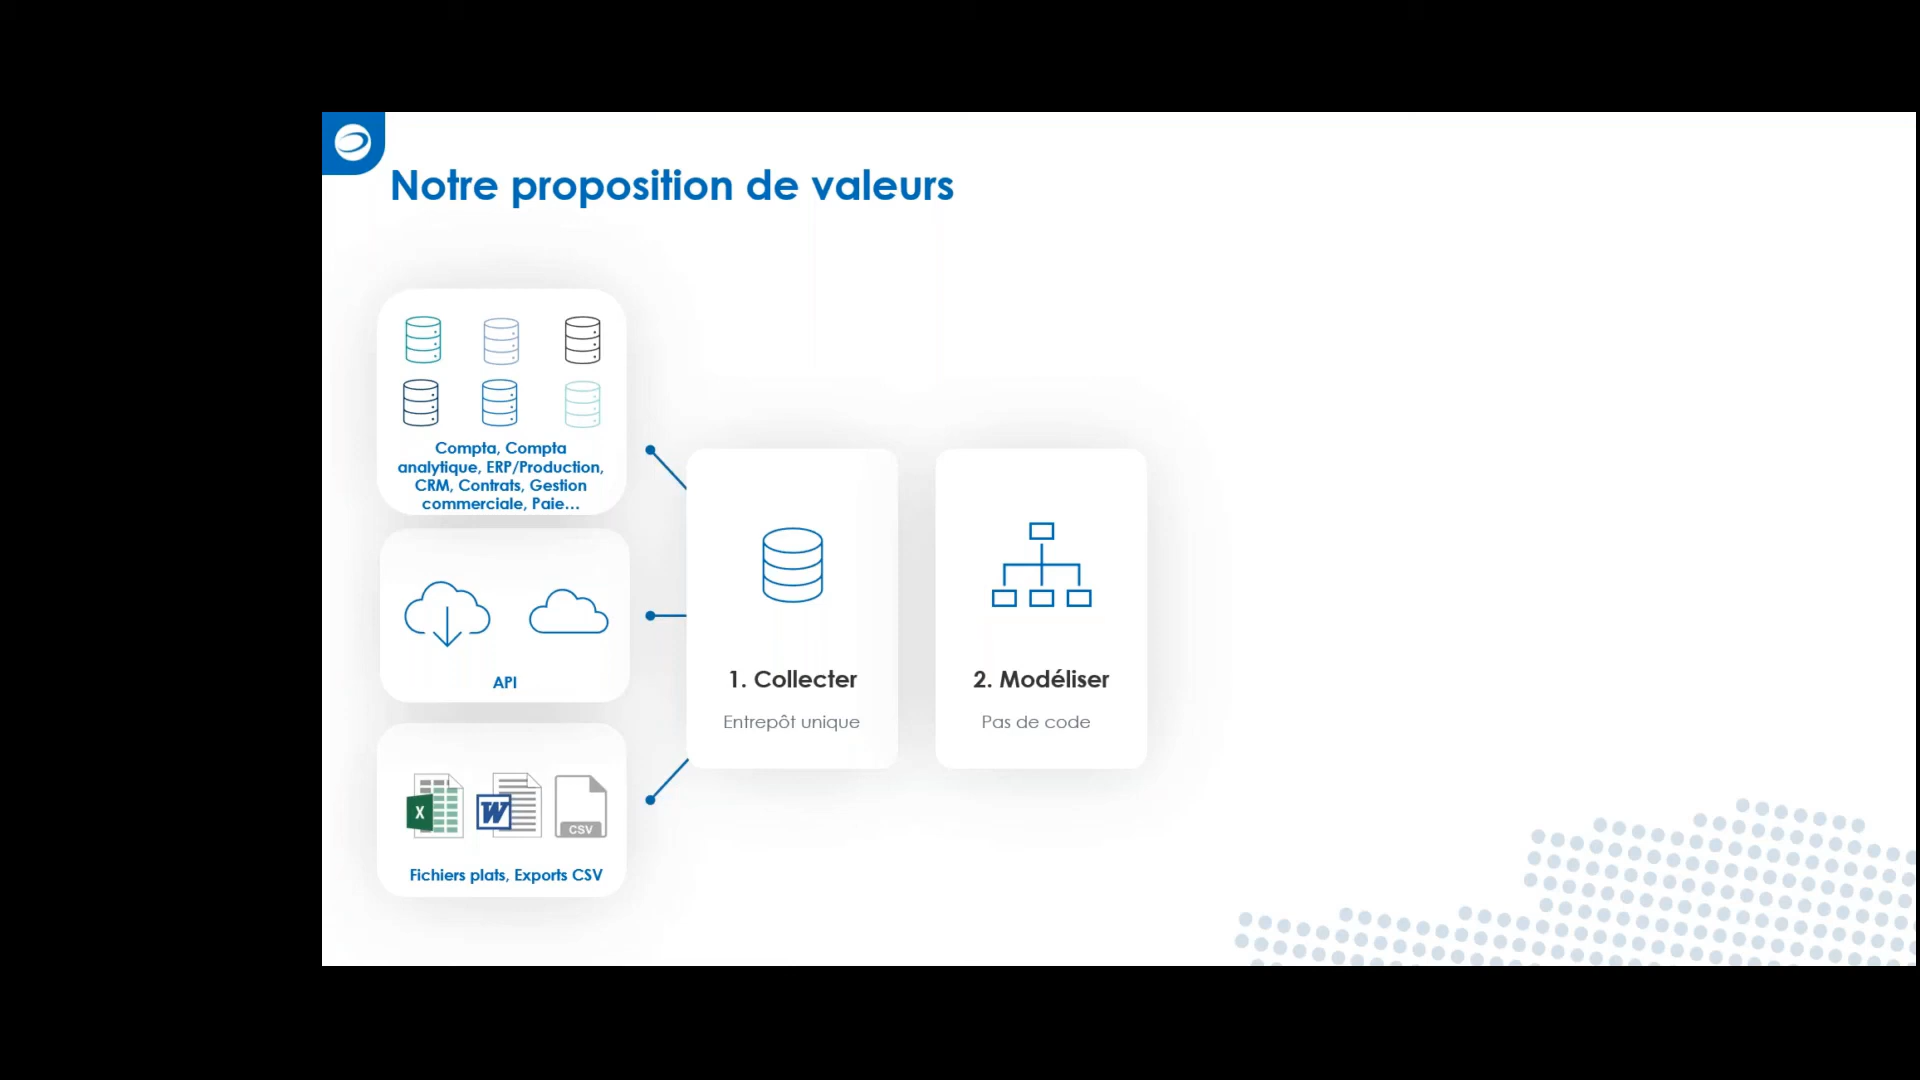 Notre proposition de valeurs
Compta, Compta
analytique, ERP/Production,
CRM, Contrats, Gestion
commerciale, Paie...
API
X
W
CSV
Fichiers plats, Exports CSV
1. Collecter
Entrepôt unique
2. Modéliser
Pas de code